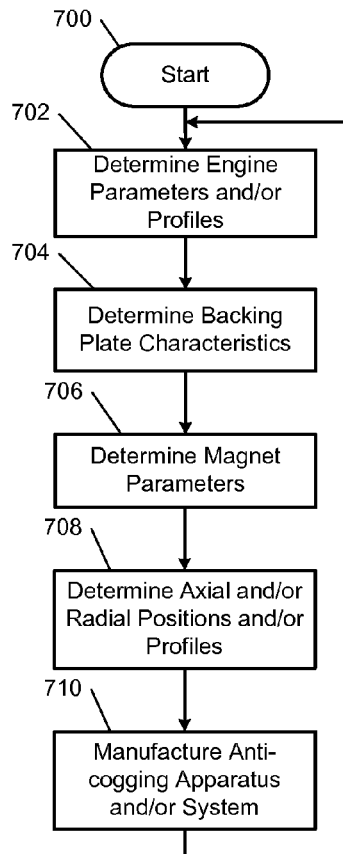 700
Start
702
Determine Engine
Parameters and/or
Profiles
704
Determine Backing
Plate Characteristics
706
Determine Magnet
Parameters
708
Determine Axial and/or
Radial Positions and/or
Profiles
710
Manufacture Anti-
cogging Apparatus
and/or System